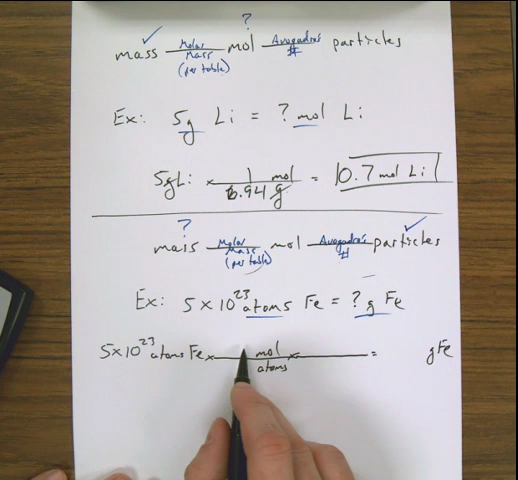 ?
mass Molar Mass (per table) mol Avogadro's # particles
Ex: 5g Li = ? mol Li
5g Li x 1 mol / 6.94 g = 0.7 mol Li
?
mass Molar Mass (per table) mol Avogadro's # particles
Ex: 5 x 10^23 atoms Fe = ? g Fe
5x10^23 atoms Fe x mol / atoms x = g Fe